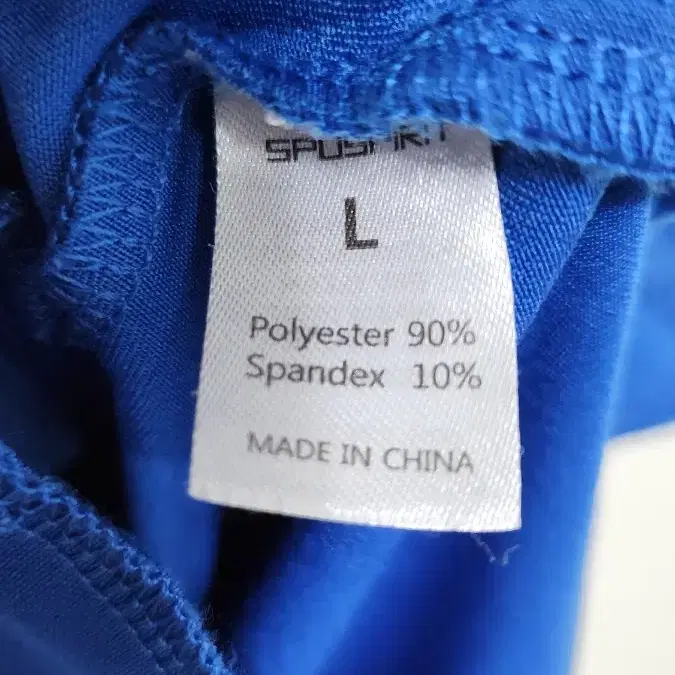 L
Polyester 90%
Spandex 10%
MADE IN CHINA